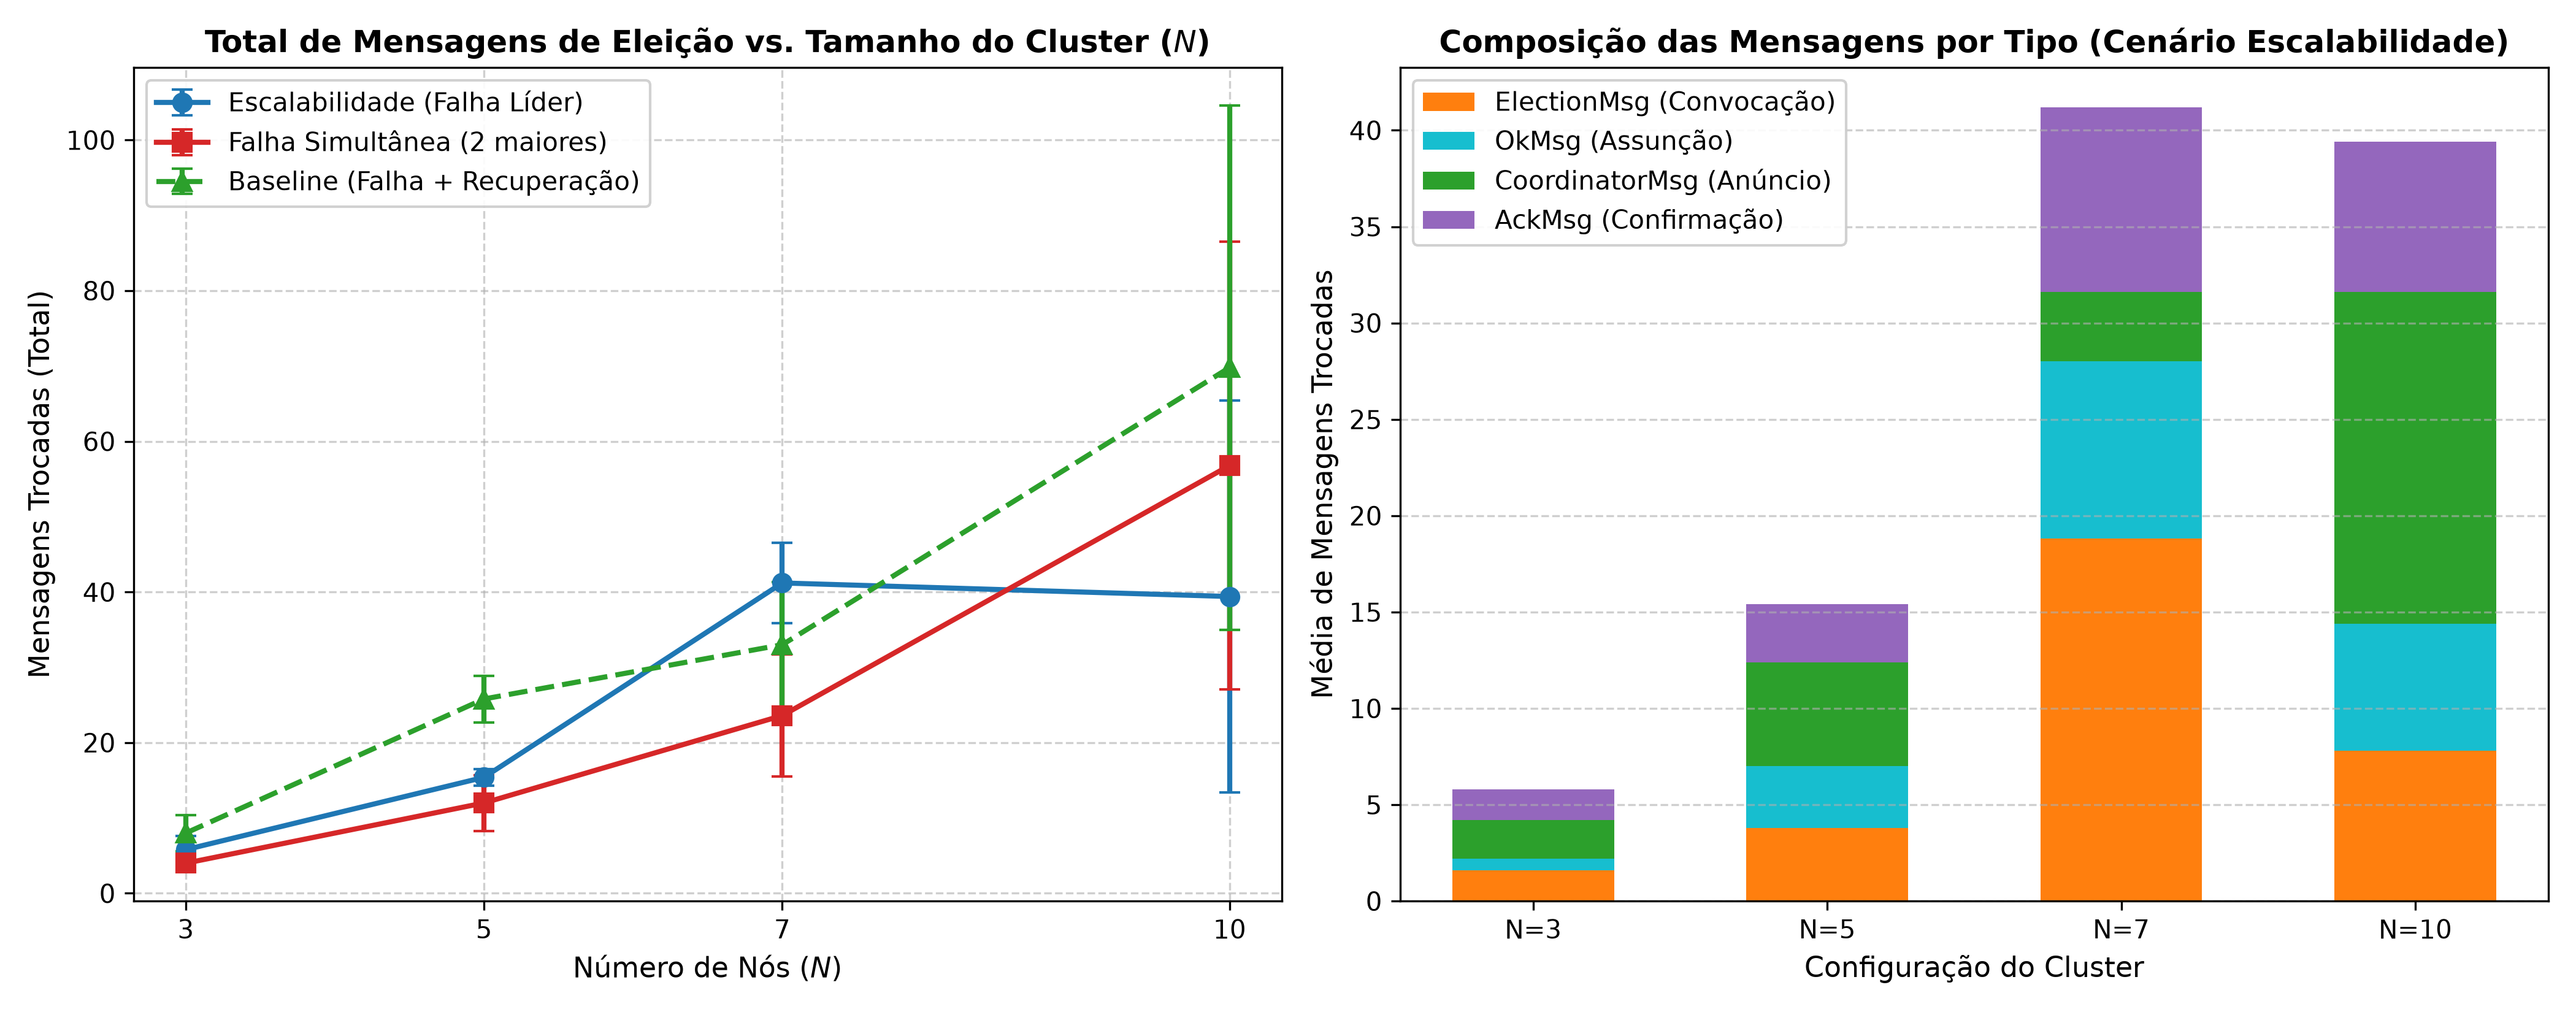 Total de Mensagens de Eleição vs. Tamanho do Cluster (N)
Mensagens Trocadas (Total)
100
80
60
40
20
0
Escalabilidade (Falha Líder)
Falha Simultânea (2 maiores)
Baseline (Falha + Recuperação)
3
5
7
10
Número de Nós (N)
Composição das Mensagens por Tipo (Cenário Escalabilidade)
Média de Mensagens Trocadas
40
35
30
25
20
15
10
5
0
ElectionMsg (Convocação)
OkMsg (Assunção)
CoordinatorMsg (Anúncio)
AckMsg (Confirmação)
N=3
N=5
N=7
N=10
Configuração do Cluster